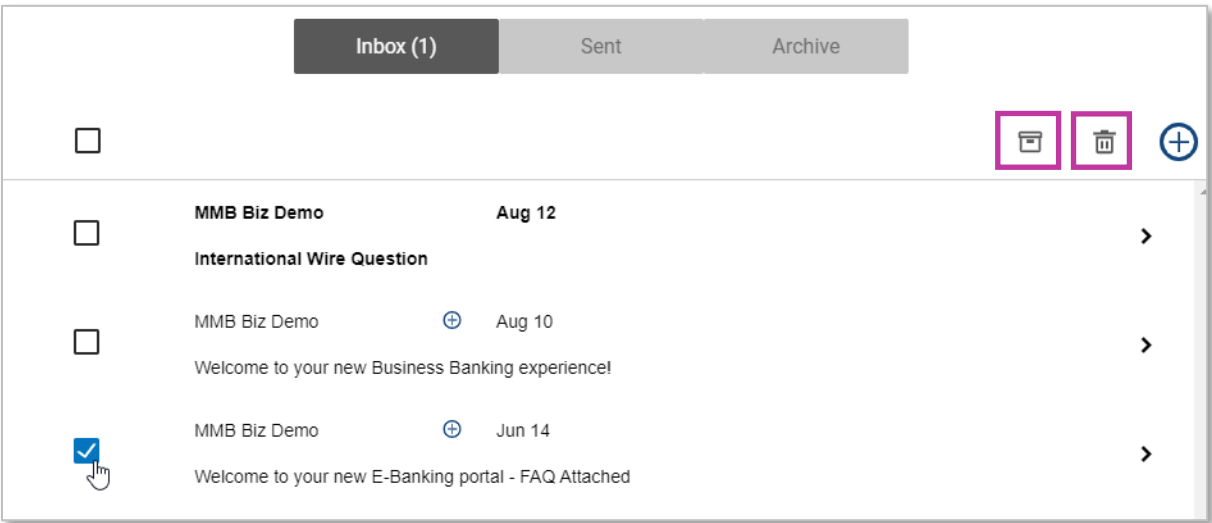 Inbox (1) Sent Archive
MMB Biz Demo Aug 12
International Wire Question
MMB Biz Demo Aug 10
Welcome to your new Business Banking experience!
MMB Biz Demo Jun 14
Welcome to your new E-Banking portal - FAQ Attached